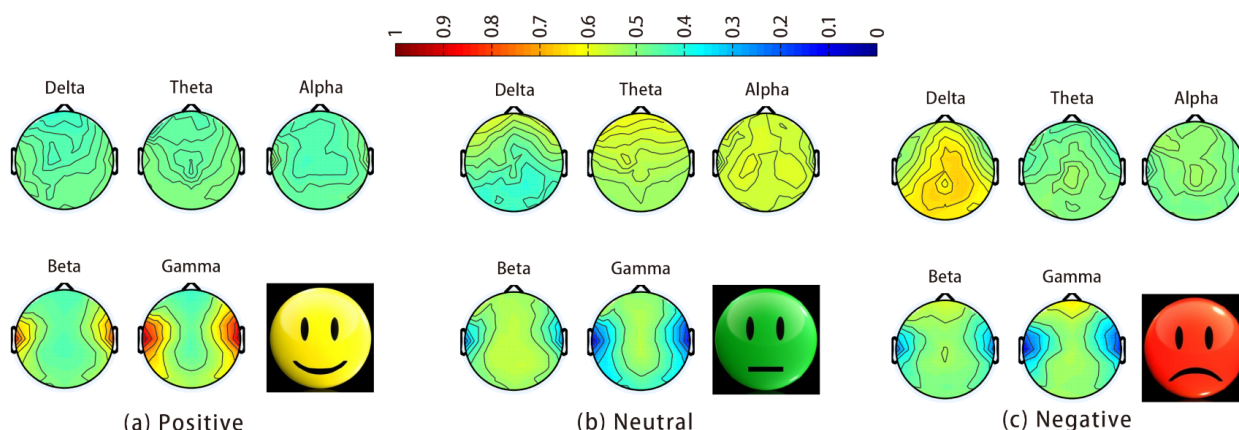 1 0.9 0.8 0.7 0.6 0.5 0.4 0.3 0.2 0.1 0
Delta Theta Alpha
Beta Gamma
(a) Positive
Delta Theta Alpha
Beta Gamma
(b) Neutral
Delta Theta Alpha
Beta Gamma
(c) Negative